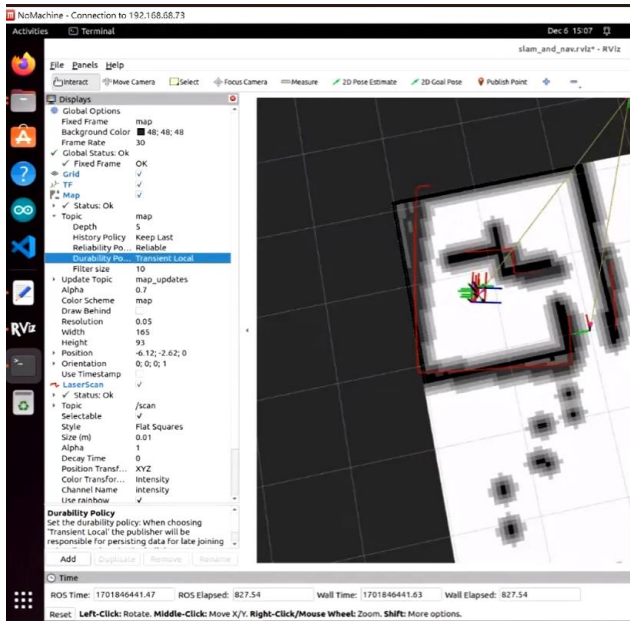 NoMachine - Connection to 192.168.68.73
Activities Terminal Dec 6 15:07
slam_and_nav.rviz* - RViz
File Panels Help
Interact Move Camera Select Focus Camera Measure 2D Pose Estimate 2D Goal Pose Publish Point
Displays
Global Options
Fixed Frame map
Background Color 48; 48; 48
Frame Rate 30
Global Status: Ok
Fixed Frame OK
Grid
TF
Map
Status: Ok
Topic map
Depth 5
History Policy Keep Last
Reliability Po... Reliable
Durability Po... Transient Local
Filter size 10
Update Topic map_updates
Alpha 0.7
Color Scheme map
Draw Behind
Resolution 0.05
Width 165
Height 93
Position -6.12; -2.62; 0
Orientation 0; 0; 0; 1
Use Timestamp
LaserScan
Status: Ok
Topic /scan
Selectable
Style Flat Squares
Size (m) 0.01
Alpha 1
Decay Time 0
Position Transf... XYZ
Color Transfor... Intensity
Channel Name intensity
Use rainbow
Durability Policy
Set the durability policy: When choosing
'Transient Local' the publisher will be
responsible for persisting data for late joining
Add Duplicate Remove Rename
Time
ROS Time: 1701846441.47 ROS Elapsed: 827.54 Wall Time: 1701846441.63 Wall Elapsed: 827.54
Reset Left-Click: Rotate. Middle-Click: Move X/Y. Right-Click/Mouse Wheel: Zoom. Shift: More options.
RViz